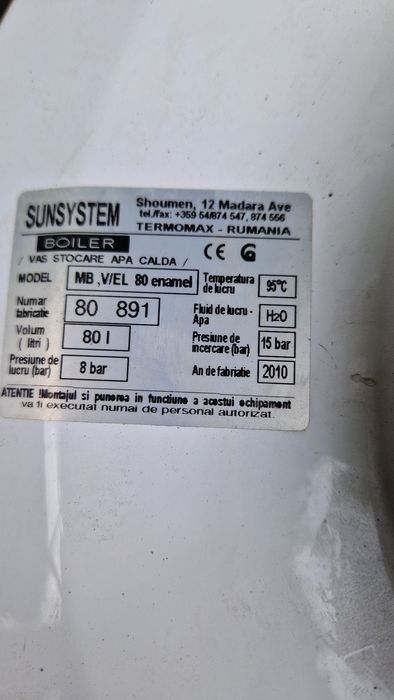 SUNSYSTEM
Shoumen, 12 Madara Ave
tel./fax: +359 54/874 547, 874 556
TERMOMAX - RUMANIA
BOILER
/ VAS STOCARE APA CALDA /
CE G
MODEL MB ,V/EL 80 enamel
Temperatura de lucru 95°C
Numar fabricatie 80 891
Fluid de lucru - Apa H2O
Volum ( litri ) 80 l
Presiune de incercare (bar) 15 bar
Presiune de lucru (bar) 8 bar
An de fabriatie 2010
ATENTIE !Montajul si punerea in functiune a acestui echipament
va fi executat numai de personal autorizat.